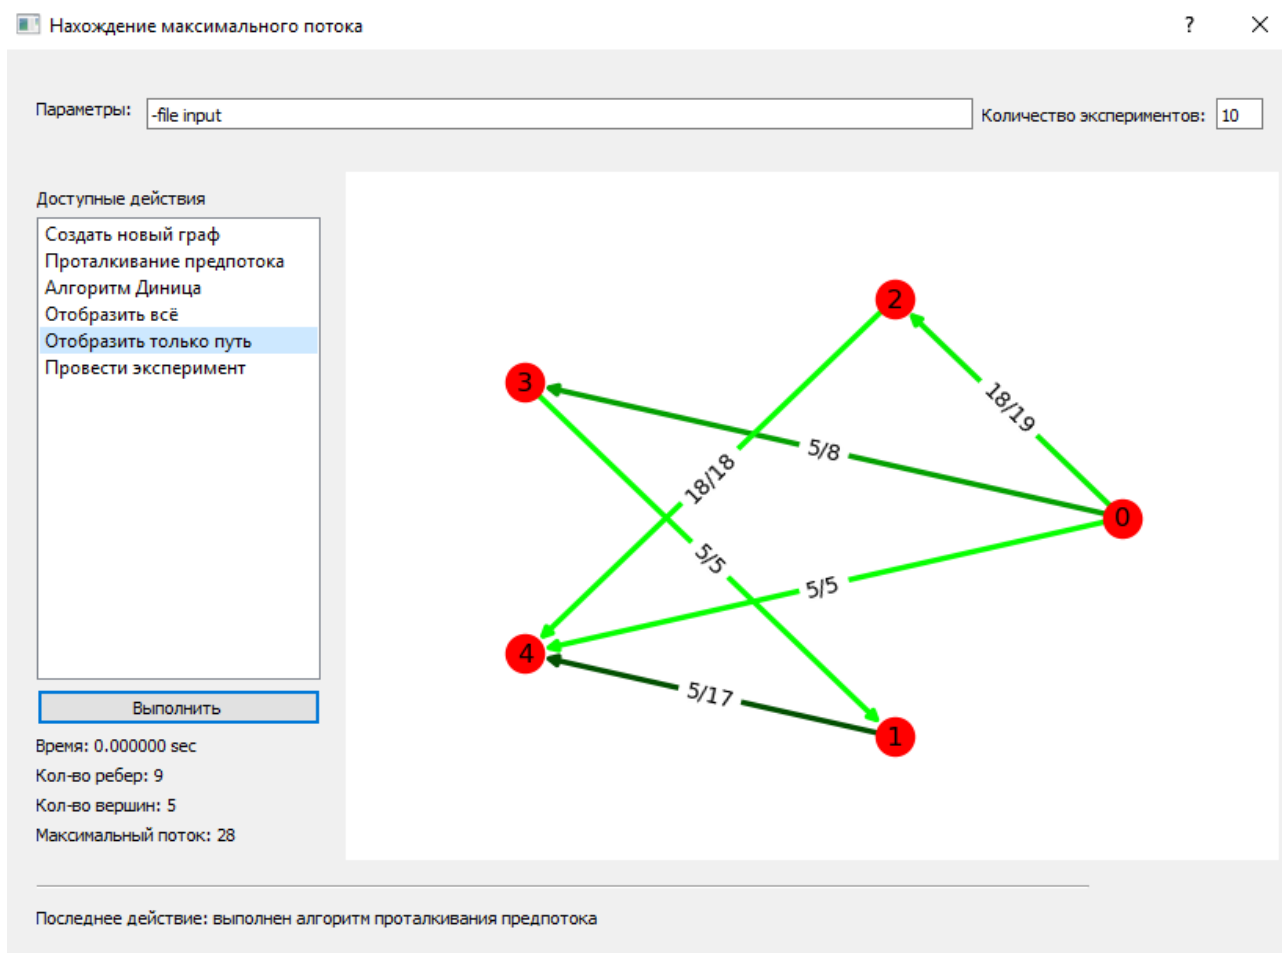 Нахождение максимального потока
?
Параметры: -file input Количество экспериментов: 10
Доступные действия
Создать новый граф
Проталкивание предпотока
Алгоритм Диница
Отобразить всё
Отобразить только путь
Провести эксперимент
2
18/19
3
5/8
18/18
0
5/5
5/5
4
5/17
1
Выполнить
Время: 0.000000 sec
Кол-во ребер: 9
Кол-во вершин: 5
Максимальный поток: 28
Последнее действие: выполнен алгоритм проталкивания предпотока